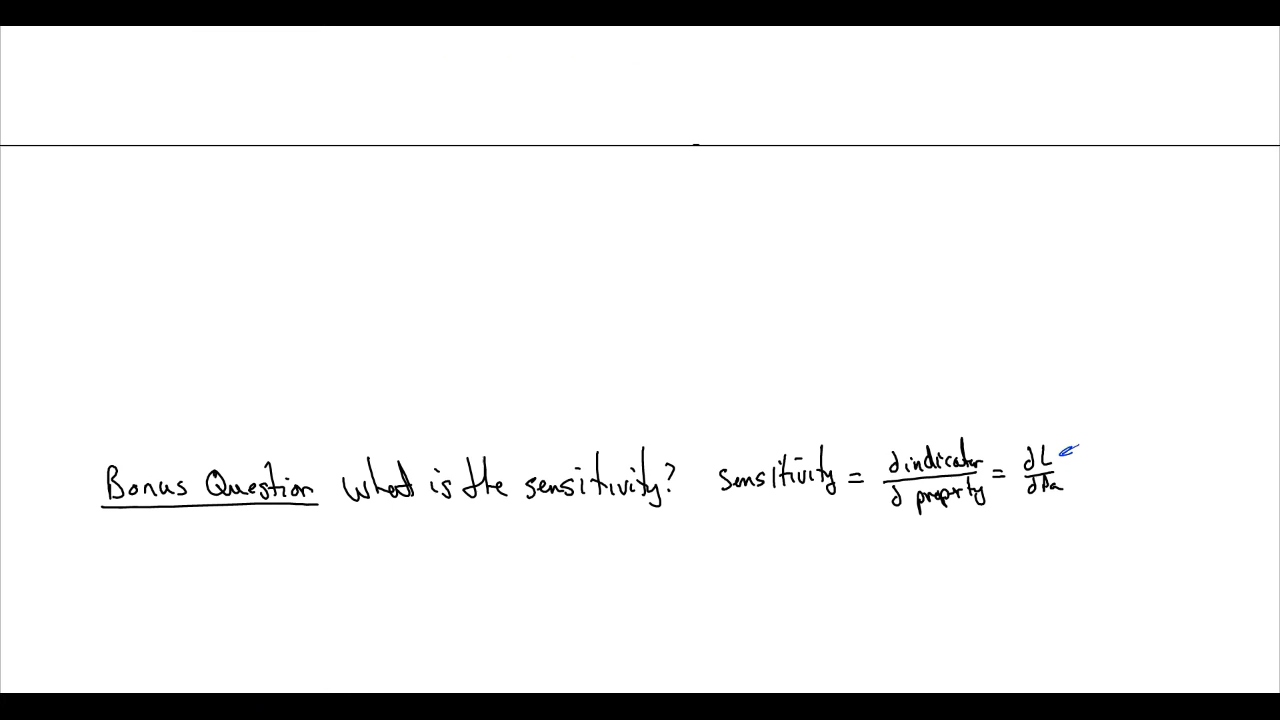 Bonus Question What is the sensitivity? Sensitivity = ∂ indicator / ∂ property = ∂L / ∂Pa